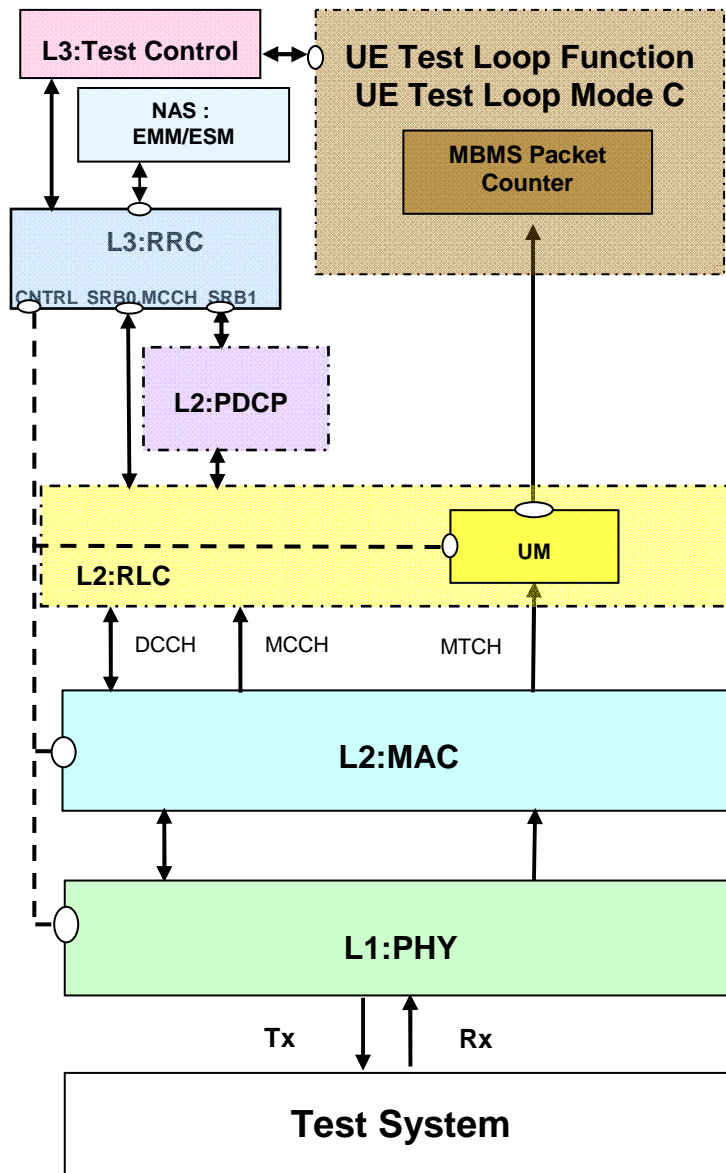 L3:Test Control
UE Test Loop Function
UE Test Loop Mode C
NAS :
EMM/ESM
MBMS Packet
Counter
L3:RRC
CNTRL SRB0,MCCH SRB1
L2:PDCP
UM
L2:RLC
DCCH
MCCH
MTCH
L2:MAC
L1:PHY
Tx
Rx
Test System